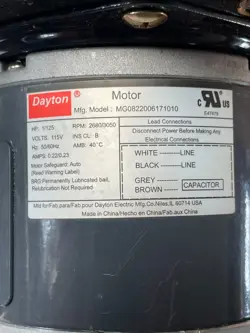 Dayton®
Motor
Mfg. Model: MG0822006171010
HP: 1/125
RPM: 2680/3050
VOLTS: 115V
INS CL: B
Hz: 50/60Hz
AMB: 40°C
AMPS: 0.22/0.23
Motor Safeguard: Auto
(Read Warning Label)
BRG:Permanently Lubricated ball,
Relubrication Not Required
Lead Connections
Disconnect Power Before Making Any
Electrical Connections
WHITE LINE
BLACK LINE
GREY
BROWN CAPACITOR
Mfd for/Fab.para/Fab pour Dayton Electric Mfg.Co.Niles,IL 60714 USA
Made in China/Hecho en China/Fab.aux China